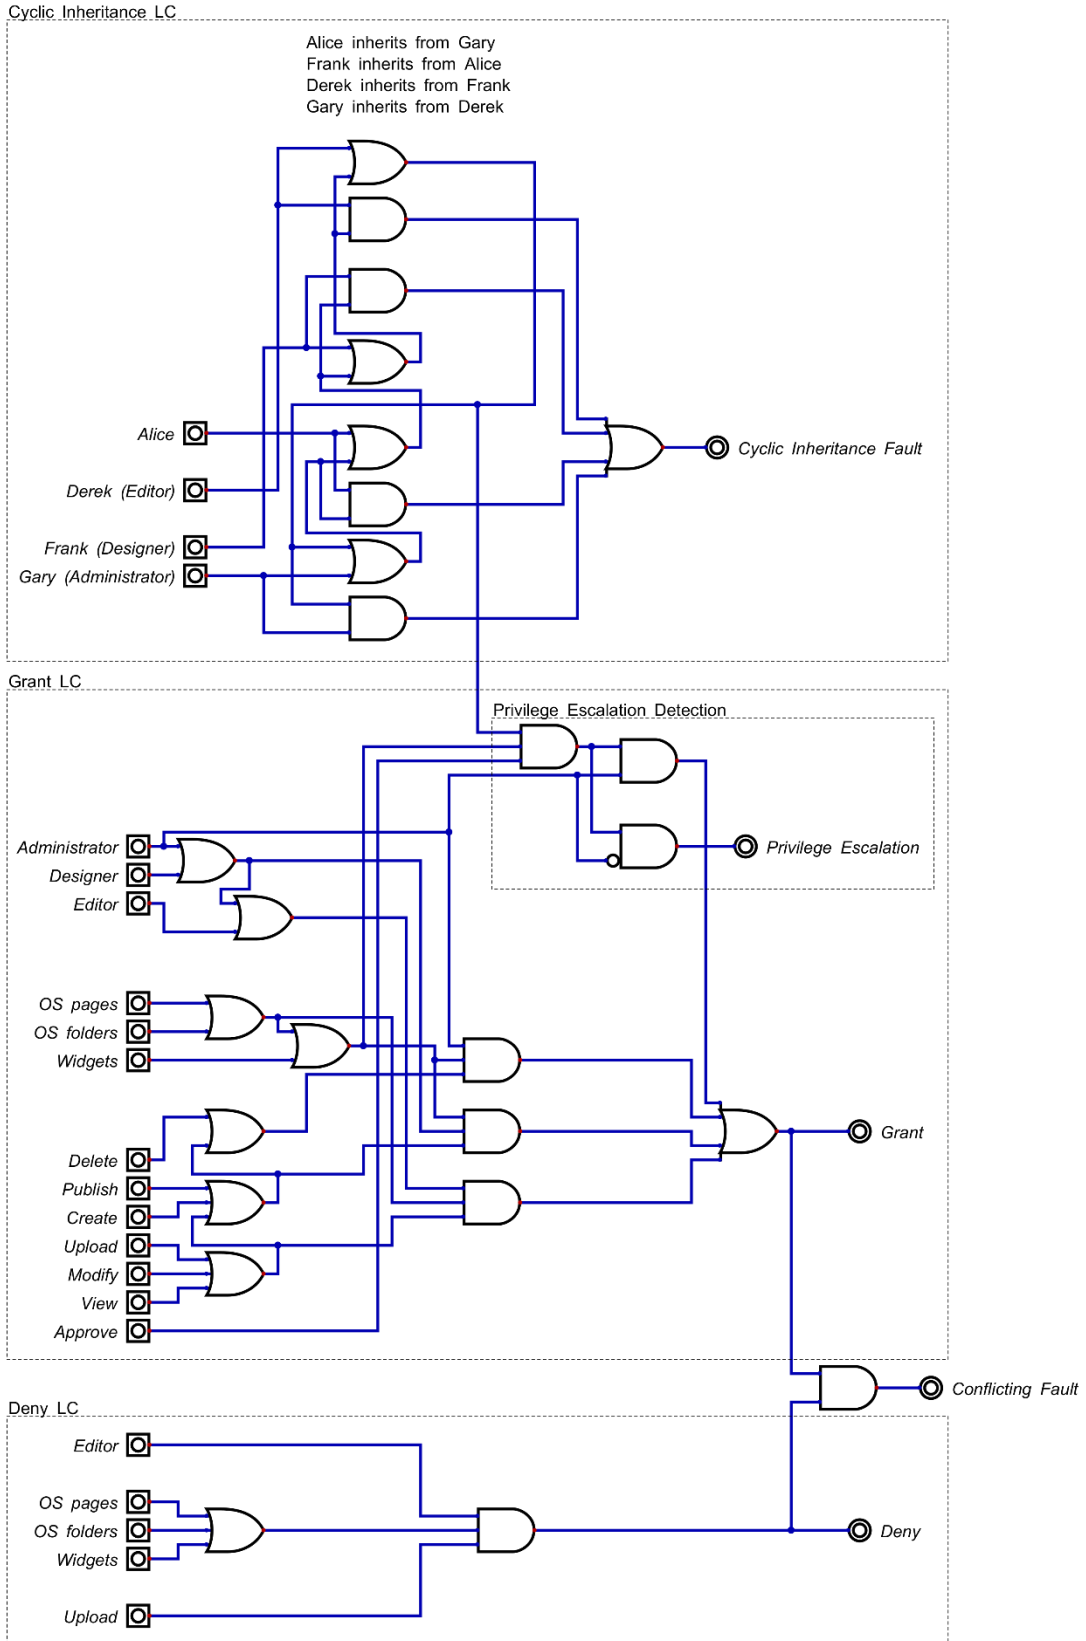 Cyclic Inheritance LC
Alice inherits from Gary
Frank inherits from Alice
Derek inherits from Frank
Gary inherits from Derek
Alice
Derek (Editor)
Frank (Designer)
Gary (Administrator)
Cyclic Inheritance Fault
Grant LC
Privilege Escalation Detection
Administrator
Designer
Editor
Privilege Escalation
OS pages
OS folders
Widgets
Delete
Publish
Create
Upload
Modify
View
Approve
Grant
Conflicting Fault
Deny LC
Editor
OS pages
OS folders
Widgets
Upload
Deny